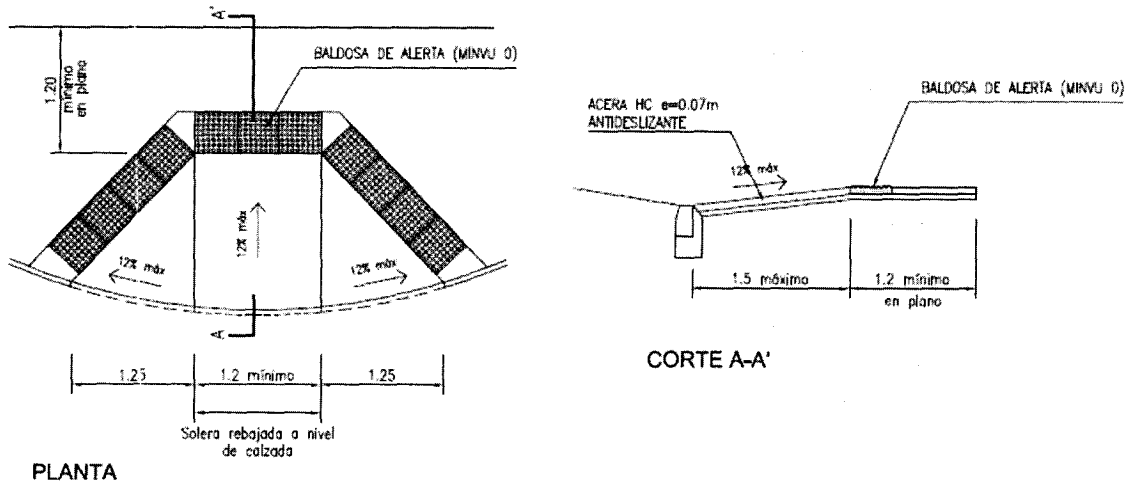 A'
BALDOSA DE ALERTA (MINVU 0)
1.20
mínimo
en plano
12% máx
12% máx
12% máx
A
1.25
1.2 mínimo
1.25
Solera rebajada a nivel
de calzada
PLANTA
BALDOSA DE ALERTA (MINVU 0)
ACERA HC e=0.07m
ANTIDESLIZANTE
12% máx
1.5 máximo
1.2 mínimo
en plano
CORTE A-A'